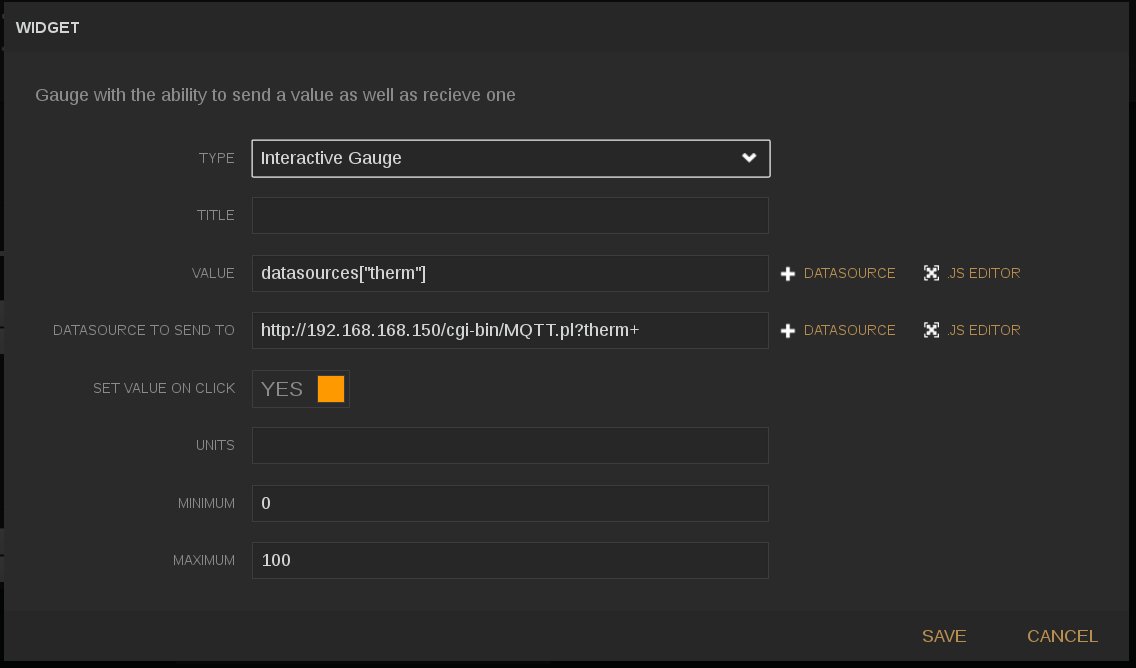 WIDGET
Gauge with the ability to send a value as well as recieve one
TYPE Interactive Gauge
TITLE
VALUE datasources["therm"] DATASOURCE .JS EDITOR
DATASOURCE TO SEND TO http://192.168.168.150/cgi-bin/MQTT.pl?therm+ DATASOURCE .JS EDITOR
SET VALUE ON CLICK YES
UNITS
MINIMUM 0
MAXIMUM 100
SAVE CANCEL